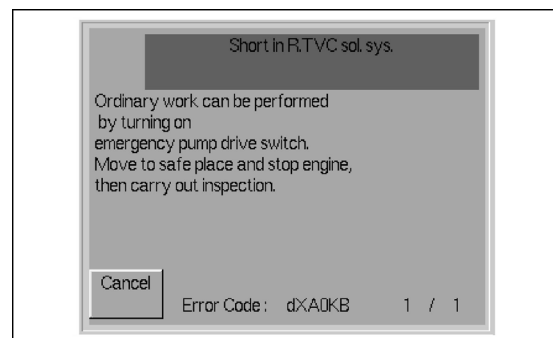 Short in R.TVC sol. sys.
Ordinary work can be performed
by turning on
emergency pump drive switch.
Move to safe place and stop engine,
then carry out inspection.
Cancel
Error Code : dXA0KB 1 / 1